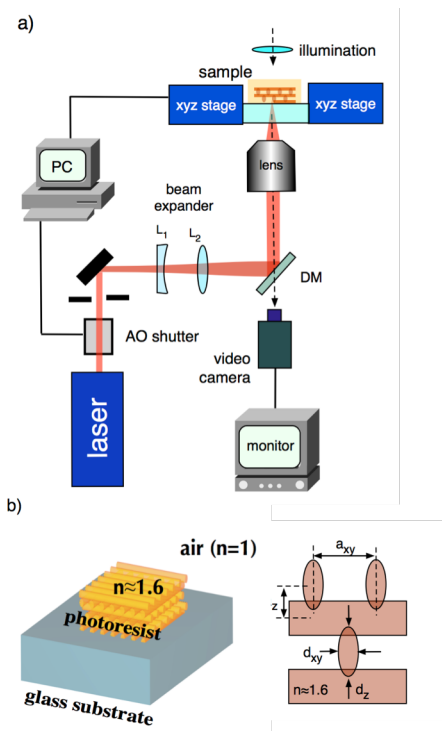 a)
illumination
sample
xyz stage
xyz stage
PC
lens
beam
expander
L1
L2
DM
AO shutter
video
camera
laser
monitor
b)
air (n=1)
n≈1.6
photoresist
glass substrate
axy
z
dxy
dz
n≈1.6